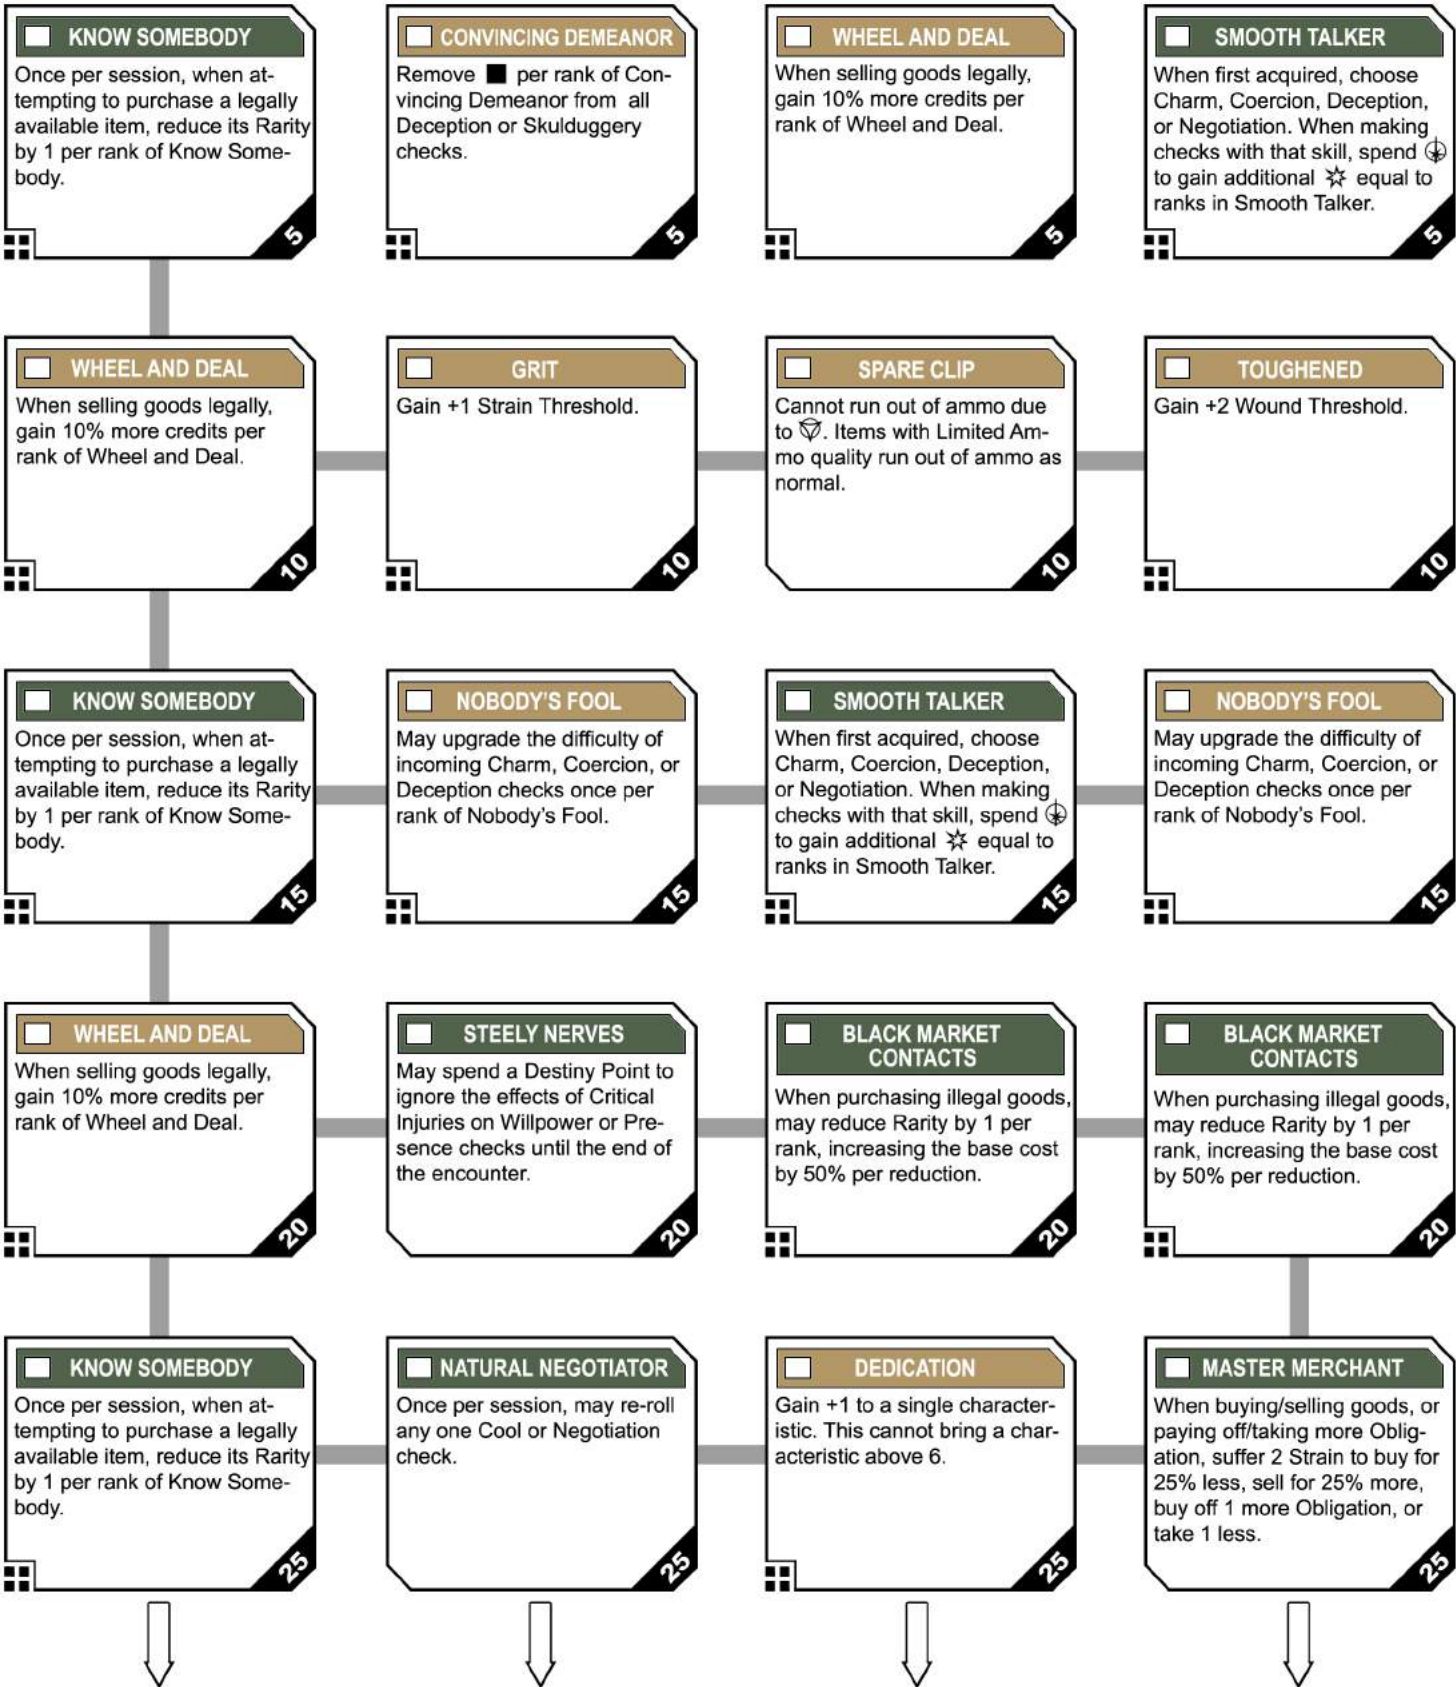 KNOW SOMEBODY
Once per session, when at-
tempting to purchase a legally
available item, reduce its Rarity
by 1 per rank of Know Some-
body.
5
CONVINCING DEMEANOR
Remove per rank of Con-
vincing Demeanor from all
Deception or Skulduggery
checks.
5
WHEEL AND DEAL
When selling goods legally,
gain 10% more credits per
rank of Wheel and Deal.
5
SMOOTH TALKER
When first acquired, choose
Charm, Coercion, Deception,
or Negotiation. When making
checks with that skill, spend
to gain additional equal to
ranks in Smooth Talker.
5
WHEEL AND DEAL
When selling goods legally,
gain 10% more credits per
rank of Wheel and Deal.
10
GRIT
Gain +1 Strain Threshold.
10
SPARE CLIP
Cannot run out of ammo due
to . Items with Limited Am-
mo quality run out of ammo as
normal.
10
TOUGHENED
Gain +2 Wound Threshold.
10
KNOW SOMEBODY
Once per session, when at-
tempting to purchase a legally
available item, reduce its Rarity
by 1 per rank of Know Some-
body.
15
NOBODY'S FOOL
May upgrade the difficulty of
incoming Charm, Coercion, or
Deception checks once per
rank of Nobody's Fool.
15
SMOOTH TALKER
When first acquired, choose
Charm, Coercion, Deception,
or Negotiation. When making
checks with that skill, spend
to gain additional equal to
ranks in Smooth Talker.
15
NOBODY'S FOOL
May upgrade the difficulty of
incoming Charm, Coercion, or
Deception checks once per
rank of Nobody's Fool.
15
WHEEL AND DEAL
When selling goods legally,
gain 10% more credits per
rank of Wheel and Deal.
20
STEELY NERVES
May spend a Destiny Point to
ignore the effects of Critical
Injuries on Willpower or Pre-
sence checks until the end of
the encounter.
20
BLACK MARKET
CONTACTS
When purchasing illegal goods,
may reduce Rarity by 1 per
rank, increasing the base cost
by 50% per reduction.
20
BLACK MARKET
CONTACTS
When purchasing illegal goods,
may reduce Rarity by 1 per
rank, increasing the base cost
by 50% per reduction.
20
KNOW SOMEBODY
Once per session, when at-
tempting to purchase a legally
available item, reduce its Rarity
by 1 per rank of Know Some-
body.
25
NATURAL NEGOTIATOR
Once per session, may re-roll
any one Cool or Negotiation
check.
25
DEDICATION
Gain +1 to a single character-
istic. This cannot bring a char-
acteristic above 6.
25
MASTER MERCHANT
When buying/selling goods, or
paying off/taking more Oblig-
ation, suffer 2 Strain to buy for
25% less, sell for 25% more,
buy off 1 more Obligation, or
take 1 less.
25